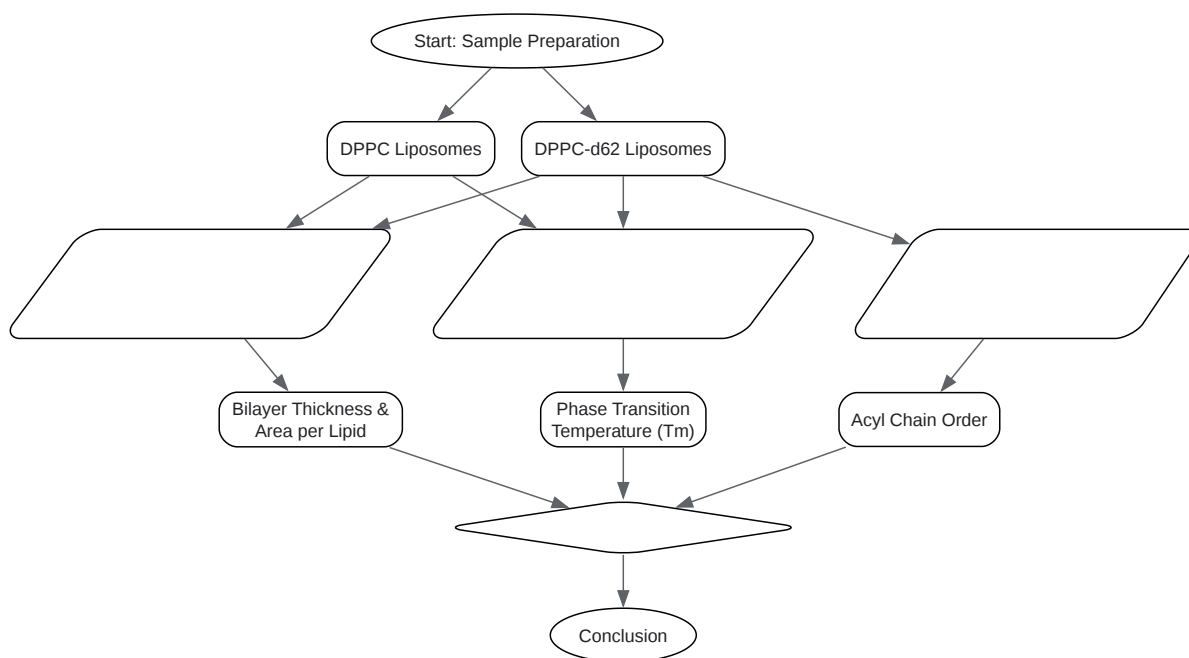 Start: Sample Preparation
DPPC Liposomes
DPPC-d62 Liposomes
Bilayer Thickness &
Area per Lipid
Phase Transition
Temperature (Tm)
Acyl Chain Order
Conclusion